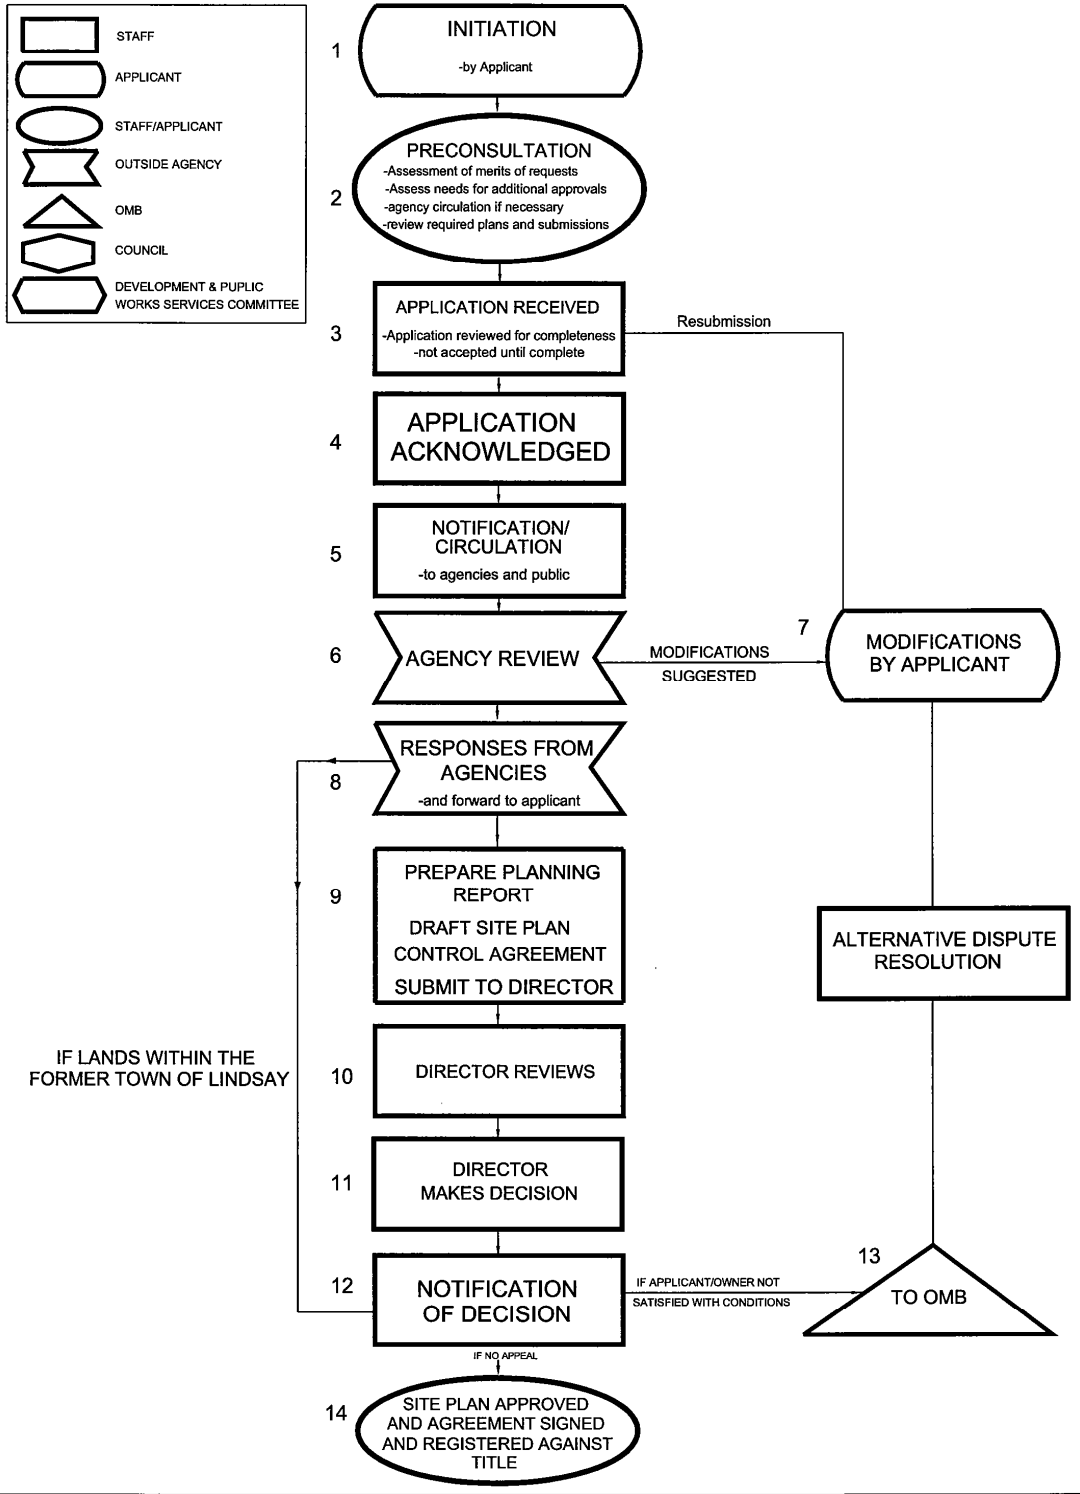 STAFF
APPLICANT
STAFF/APPLICANT
OUTSIDE AGENCY
OMB
COUNCIL
DEVELOPMENT & PUPLIC
WORKS SERVICES COMMITTEE
1
INITIATION
-by Applicant
2
PRECONSULTATION
-Assessment of merits of requests
-Assess needs for additional approvals
-agency circulation if necessary
-review required plans and submissions
3
APPLICATION RECEIVED
-Application reviewed for completeness
-not accepted until complete
Resubmission
4
APPLICATION
ACKNOWLEDGED
5
NOTIFICATION/
CIRCULATION
-to agencies and public
6
AGENCY REVIEW
MODIFICATIONS
SUGGESTED
7
MODIFICATIONS
BY APPLICANT
8
RESPONSES FROM
AGENCIES
-and forward to applicant
9
PREPARE PLANNING
REPORT
DRAFT SITE PLAN
CONTROL AGREEMENT
SUBMIT TO DIRECTOR
ALTERNATIVE DISPUTE
RESOLUTION
IF LANDS WITHIN THE
FORMER TOWN OF LINDSAY
10
DIRECTOR REVIEWS
11
DIRECTOR
MAKES DECISION
12
NOTIFICATION
OF DECISION
IF APPLICANT/OWNER NOT
SATISFIED WITH CONDITIONS
13
TO OMB
IF NO APPEAL
14
SITE PLAN APPROVED
AND AGREEMENT SIGNED
AND REGISTERED AGAINST
TITLE